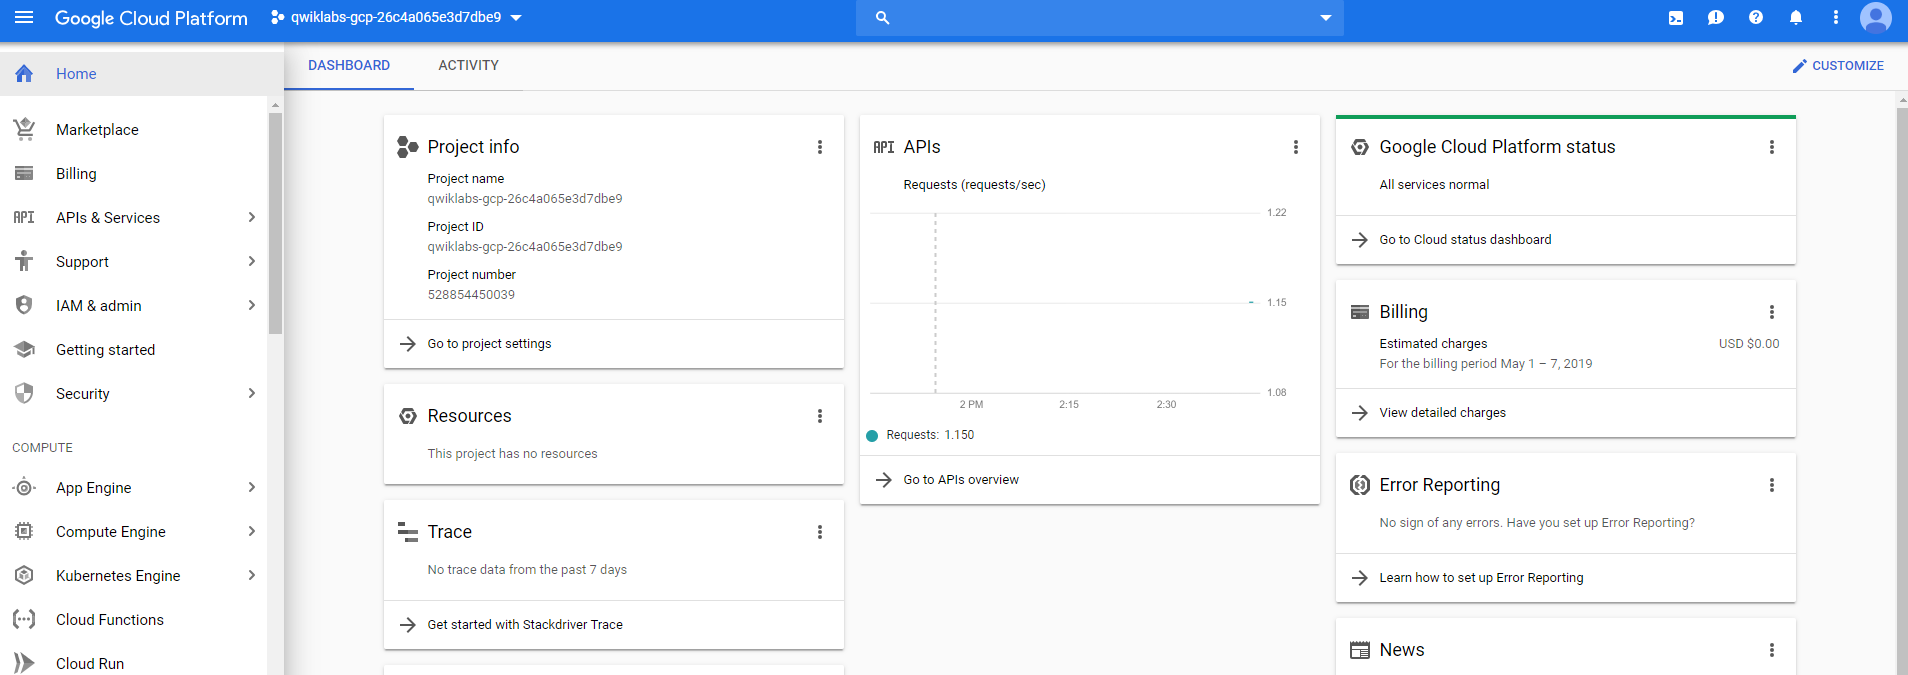 Google Cloud Platform
qwiklabs-gcp-26c4a065e3d7dbe9
Home
Marketplace
Billing
API
APIs & Services
Support
IAM & admin
Getting started
Security
COMPUTE
App Engine
Compute Engine
Kubernetes Engine
Cloud Functions
Cloud Run
DASHBOARD
ACTIVITY
CUSTOMIZE
Project info
Project name
qwiklabs-gcp-26c4a065e3d7dbe9
Project ID
qwiklabs-gcp-26c4a065e3d7dbe9
Project number
528854450039
Go to project settings
Resources
This project has no resources
Trace
No trace data from the past 7 days
Get started with Stackdriver Trace
API APIs
Requests (requests/sec)
1.22
1.15
1.08
2 PM 2:15 2:30
Requests: 1.150
Go to APIs overview
Google Cloud Platform status
All services normal
Go to Cloud status dashboard
Billing
Estimated charges USD $0.00
For the billing period May 1 – 7, 2019
View detailed charges
Error Reporting
No sign of any errors. Have you set up Error Reporting?
Learn how to set up Error Reporting
News